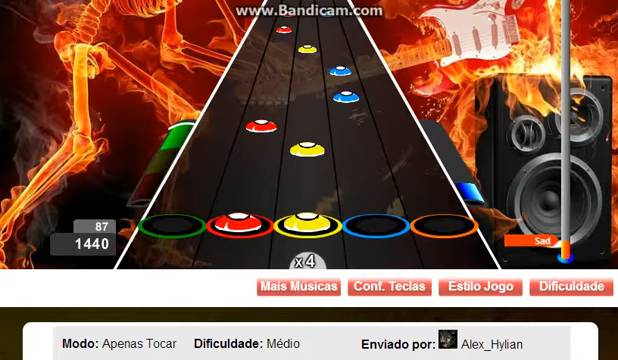 www.Bandicam.com
87
1440
Sad
x4
Mais Músicas Conf. Teclas Estilo Jogo Dificuldade
Modo: Apenas Tocar Dificuldade: Médio Enviado por: Alex_Hylian